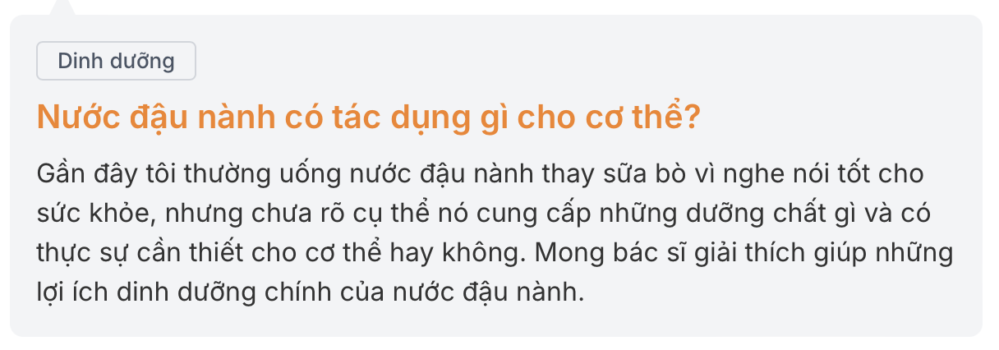 Dinh dưỡng
Nước đậu nành có tác dụng gì cho cơ thể?
Gần đây tôi thường uống nước đậu nành thay sữa bò vì nghe nói tốt cho
sức khỏe, nhưng chưa rõ cụ thể nó cung cấp những dưỡng chất gì và có
thực sự cần thiết cho cơ thể hay không. Mong bác sĩ giải thích giúp những
lợi ích dinh dưỡng chính của nước đậu nành.